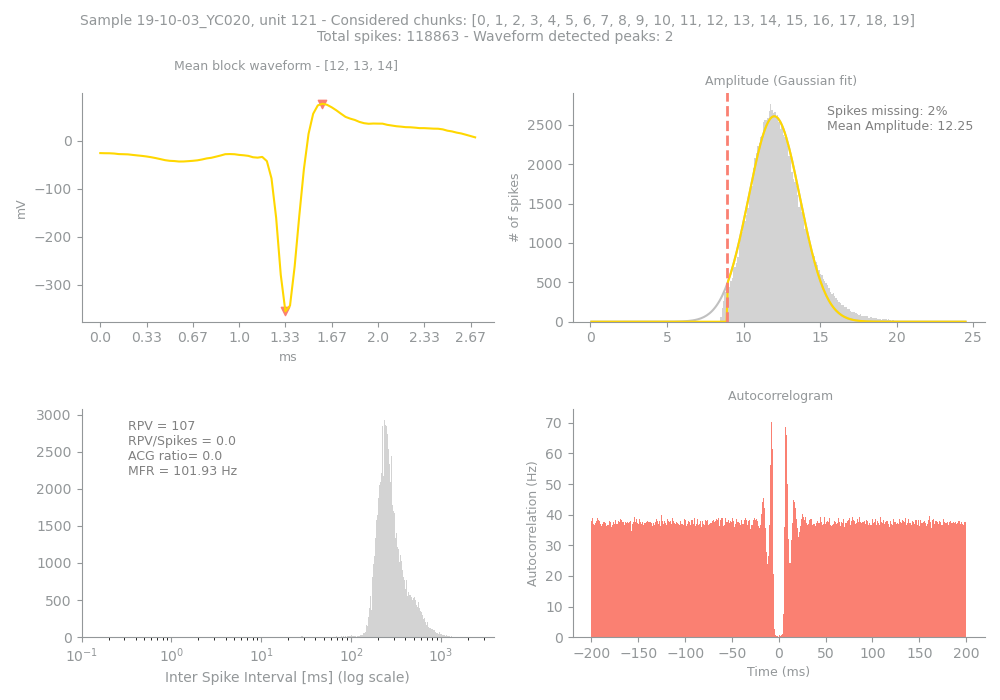 Sample 19-10-03_YC020, unit 121 - Considered chunks: [0, 1, 2, 3, 4, 5, 6, 7, 8, 9, 10, 11, 12, 13, 14, 15, 16, 17, 18, 19]
Total spikes: 118863 - Waveform detected peaks: 2
Mean block waveform - [12, 13, 14]
mV
0
−100
−200
−300
0.0 0.33 0.67 1.0 1.33 1.67 2.0 2.33 2.67
ms
Amplitude (Gaussian fit)
Spikes missing: 2%
Mean Amplitude: 12.25
# of spikes
2500
2000
1500
1000
500
0
0 5 10 15 20 25
RPV = 107
RPV/Spikes = 0.0
ACG ratio= 0.0
MFR = 101.93 Hz
3000
2500
2000
1500
1000
500
0
10⁻¹ 10⁰ 10¹ 10² 10³
Inter Spike Interval [ms] (log scale)
Autocorrelogram
Autocorrelation (Hz)
70
60
50
40
30
20
10
0
−200 −150 −100 −50 0 50 100 150 200
Time (ms)